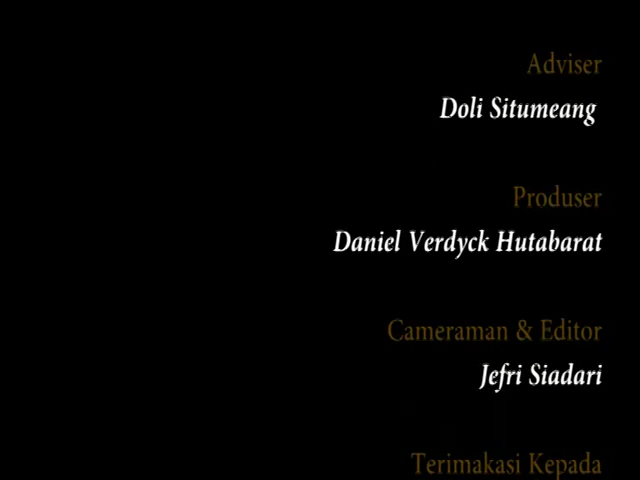 Adviser
Doli Situmeang
Produser
Daniel Verdyck Hutabarat
Cameraman & Editor
Jefri Siadari
Terimakasi Kepada